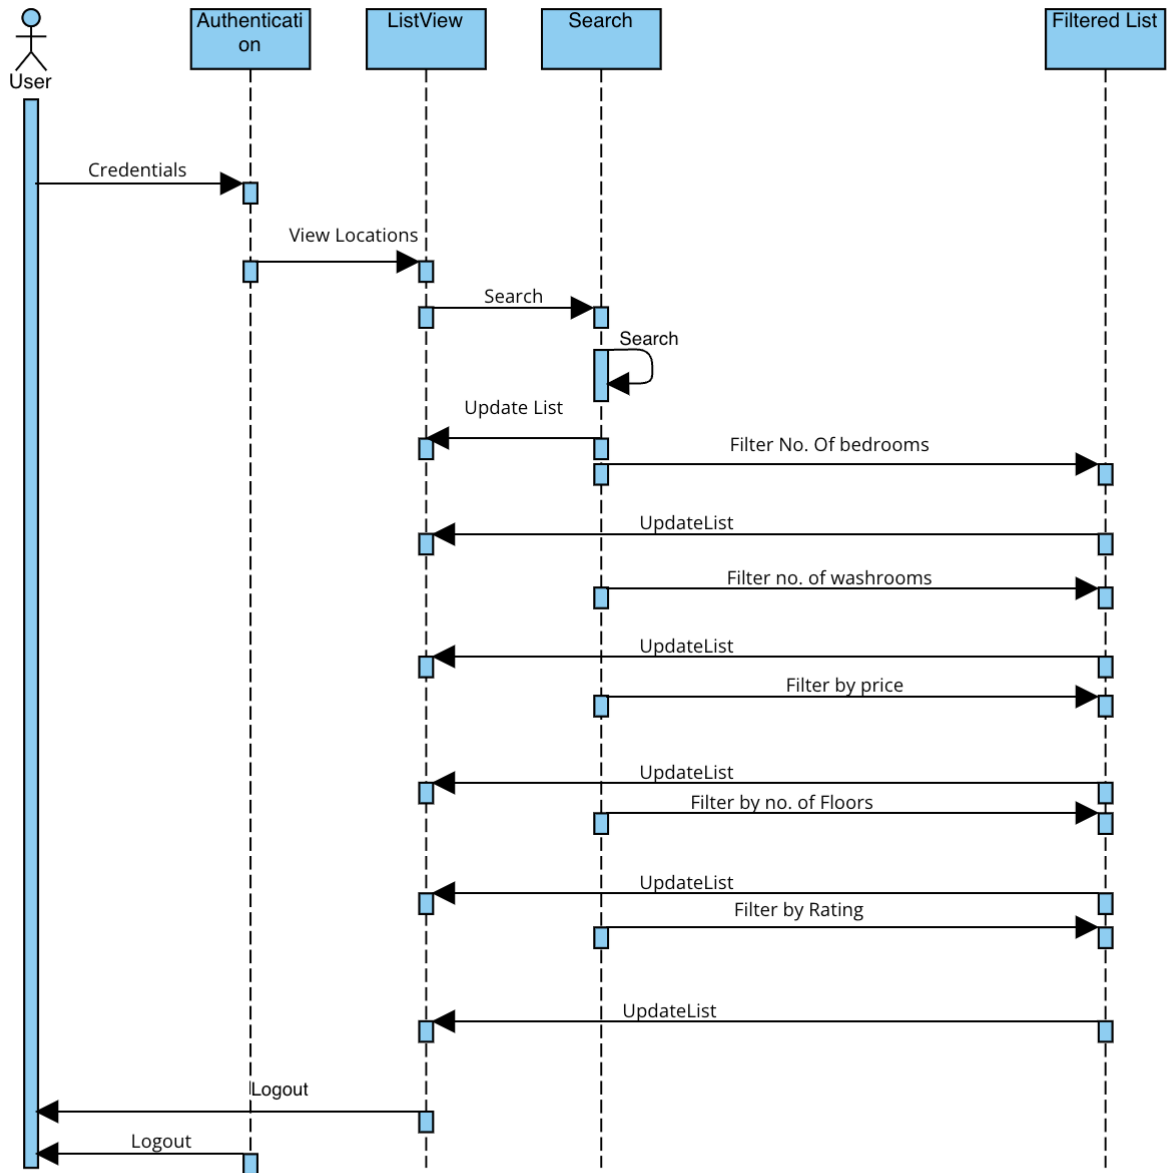 User
Authenticati
on
ListView
Search
Filtered List
Credentials
View Locations
Search
Search
Update List
Filter No. Of bedrooms
UpdateList
Filter no. of washrooms
UpdateList
Filter by price
UpdateList
Filter by no. of Floors
UpdateList
Filter by Rating
UpdateList
Logout
Logout